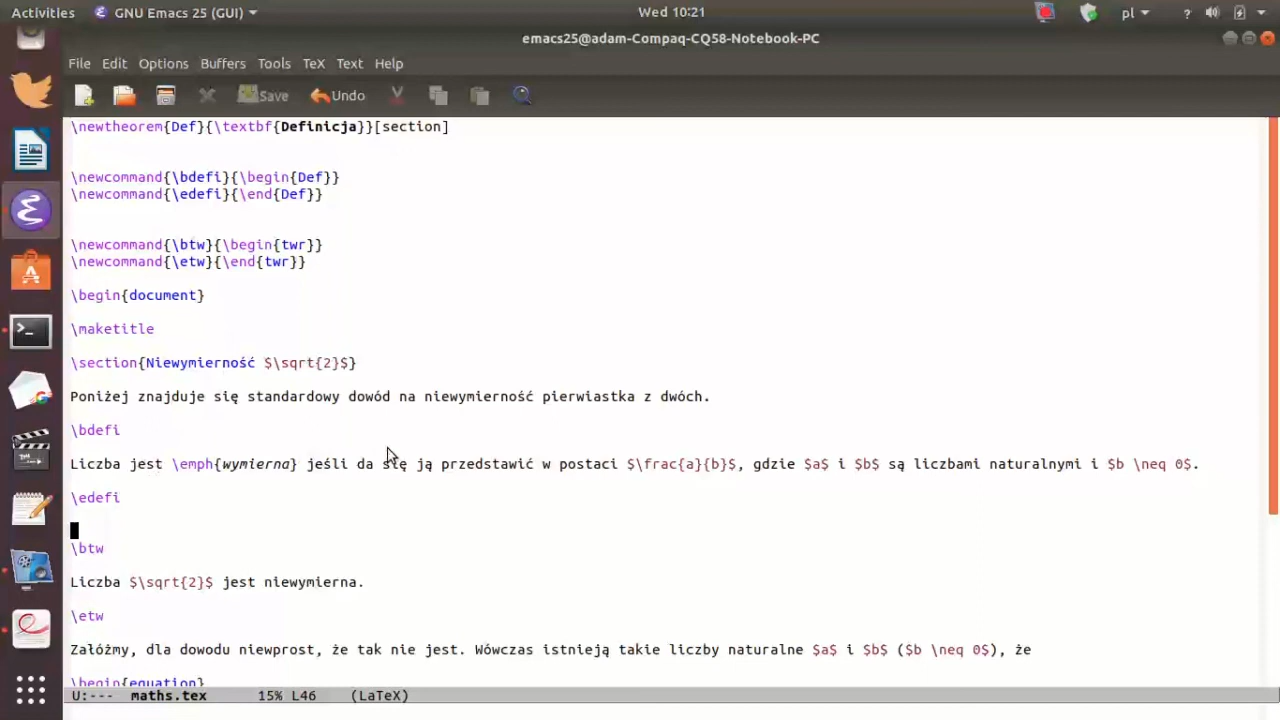 Activities GNU Emacs 25 (GUI) Wed 10:21 pl ?
emacs25@adam-Compaq-CQ58-Notebook-PC
File Edit Options Buffers Tools TeX Text Help
Save Undo
\newtheorem{Def}{\textbf{Definicja}}[section]
\newcommand{\bdefi}{\begin{Def}}
\newcommand{\edefi}{\end{Def}}
\newcommand{\btw}{\begin{twr}}
\newcommand{\etw}{\end{twr}}
\begin{document}
\maketitle
\section{Niewymierność $\sqrt{2}$}
Poniżej znajduje się standardowy dowód na niewymierność pierwiastka z dwóch.
\bdefi
Liczba jest \emph{wymierna} jeśli da się ją przedstawić w postaci $\frac{a}{b}$, gdzie $a$ i $b$ są liczbami naturalnymi i $b \neq 0$.
\edefi
\btw
Liczba $\sqrt{2}$ jest niewymierna.
\etw
Załóżmy, dla dowodu niewprost, że tak nie jest. Wówczas istnieją takie liczby naturalne $a$ i $b$ ($b \neq 0$), że
\begin{equation}
U:--- maths.tex 15% L46 (LaTeX)